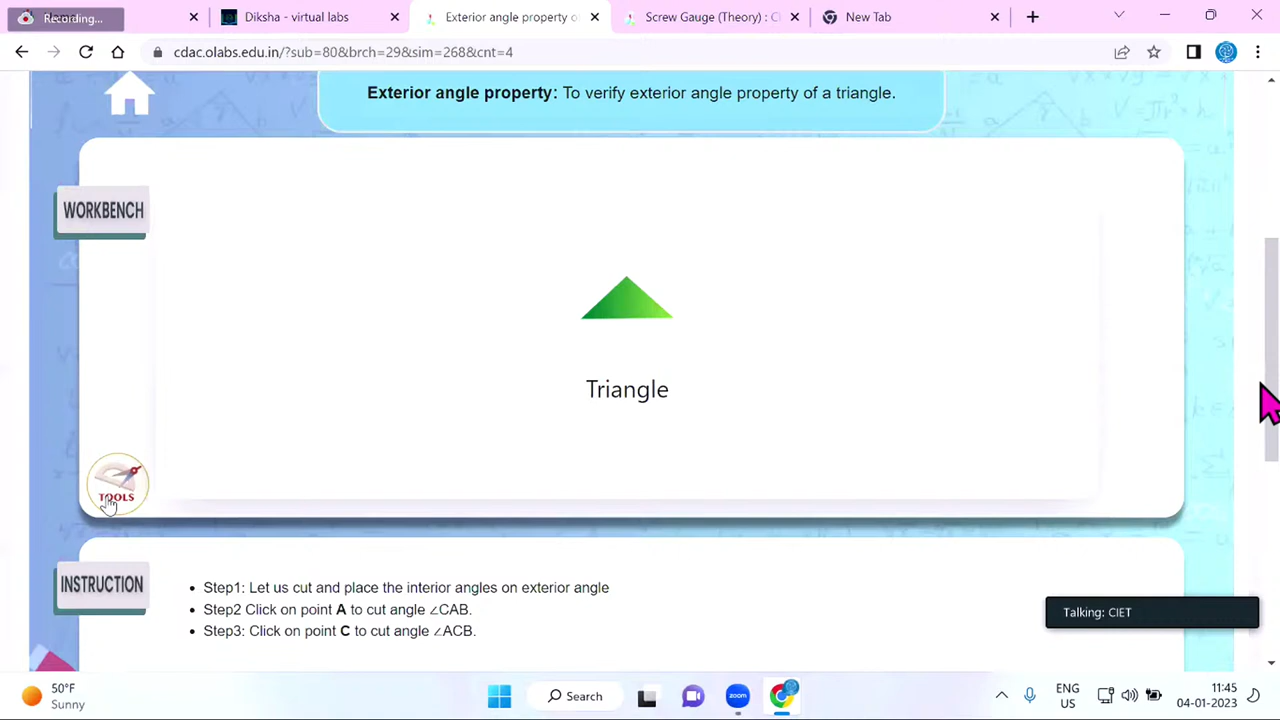 Recording...
Diksha - virtual labs
Exterior angle property o
Screw Gauge (Theory) : Cl
New Tab
cdac.olabs.edu.in/?sub=80&brch=29&sim=268&cnt=4
Exterior angle property: To verify exterior angle property of a triangle.
WORKBENCH
Triangle
TOOLS
INSTRUCTION
Step1: Let us cut and place the interior angles on exterior angle
Step2 Click on point A to cut angle ∠CAB.
Step3: Click on point C to cut angle ∠ACB.
Talking: CIET
50°F
Sunny
Search
zoom
ENG
US
11:45
04-01-2023